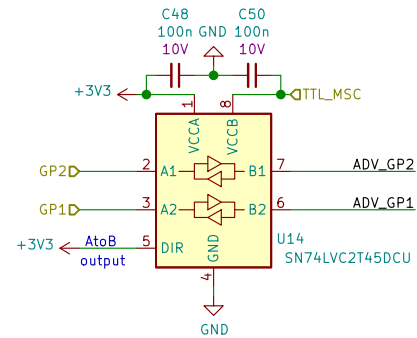 C48
100n
10V
GND
C50
100n
10V
+3V3
TTL_MSC
1
8
VCCA
VCCB
GP2
2
A1
B1
7
ADV_GP2
GP1
3
A2
B2
6
ADV_GP1
+3V3
AtoB
output
5
DIR
GND
4
U14
SN74LVC2T45DCU
GND